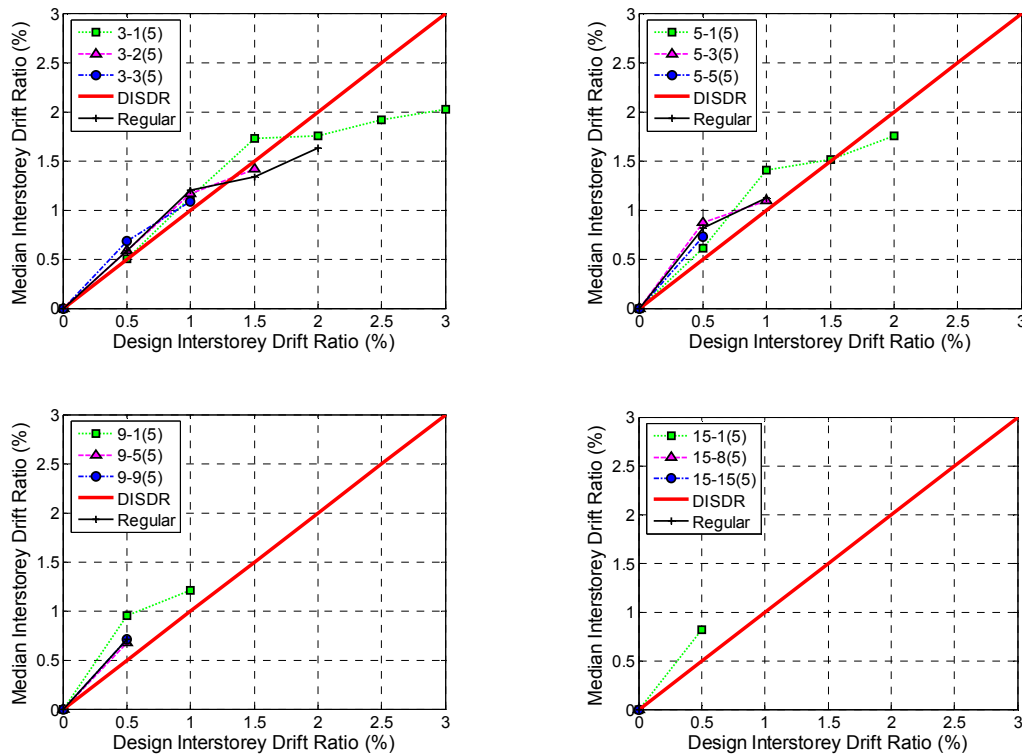 3
2.5
2
1.5
1
0.5
0
0 0.5 1 1.5 2 2.5 3
Median Interstorey Drift Ratio (%)
Design Interstorey Drift Ratio (%)
3-1(5)
3-2(5)
3-3(5)
DISDR
Regular
3
2.5
2
1.5
1
0.5
0
0 0.5 1 1.5 2 2.5 3
Median Interstorey Drift Ratio (%)
Design Interstorey Drift Ratio (%)
5-1(5)
5-3(5)
5-5(5)
DISDR
Regular
3
2.5
2
1.5
1
0.5
0
0 0.5 1 1.5 2 2.5 3
Median Interstorey Drift Ratio (%)
Design Interstorey Drift Ratio (%)
9-1(5)
9-5(5)
9-9(5)
DISDR
Regular
3
2.5
2
1.5
1
0.5
0
0 0.5 1 1.5 2 2.5 3
Median Interstorey Drift Ratio (%)
Design Interstorey Drift Ratio (%)
15-1(5)
15-8(5)
15-15(5)
DISDR
Regular